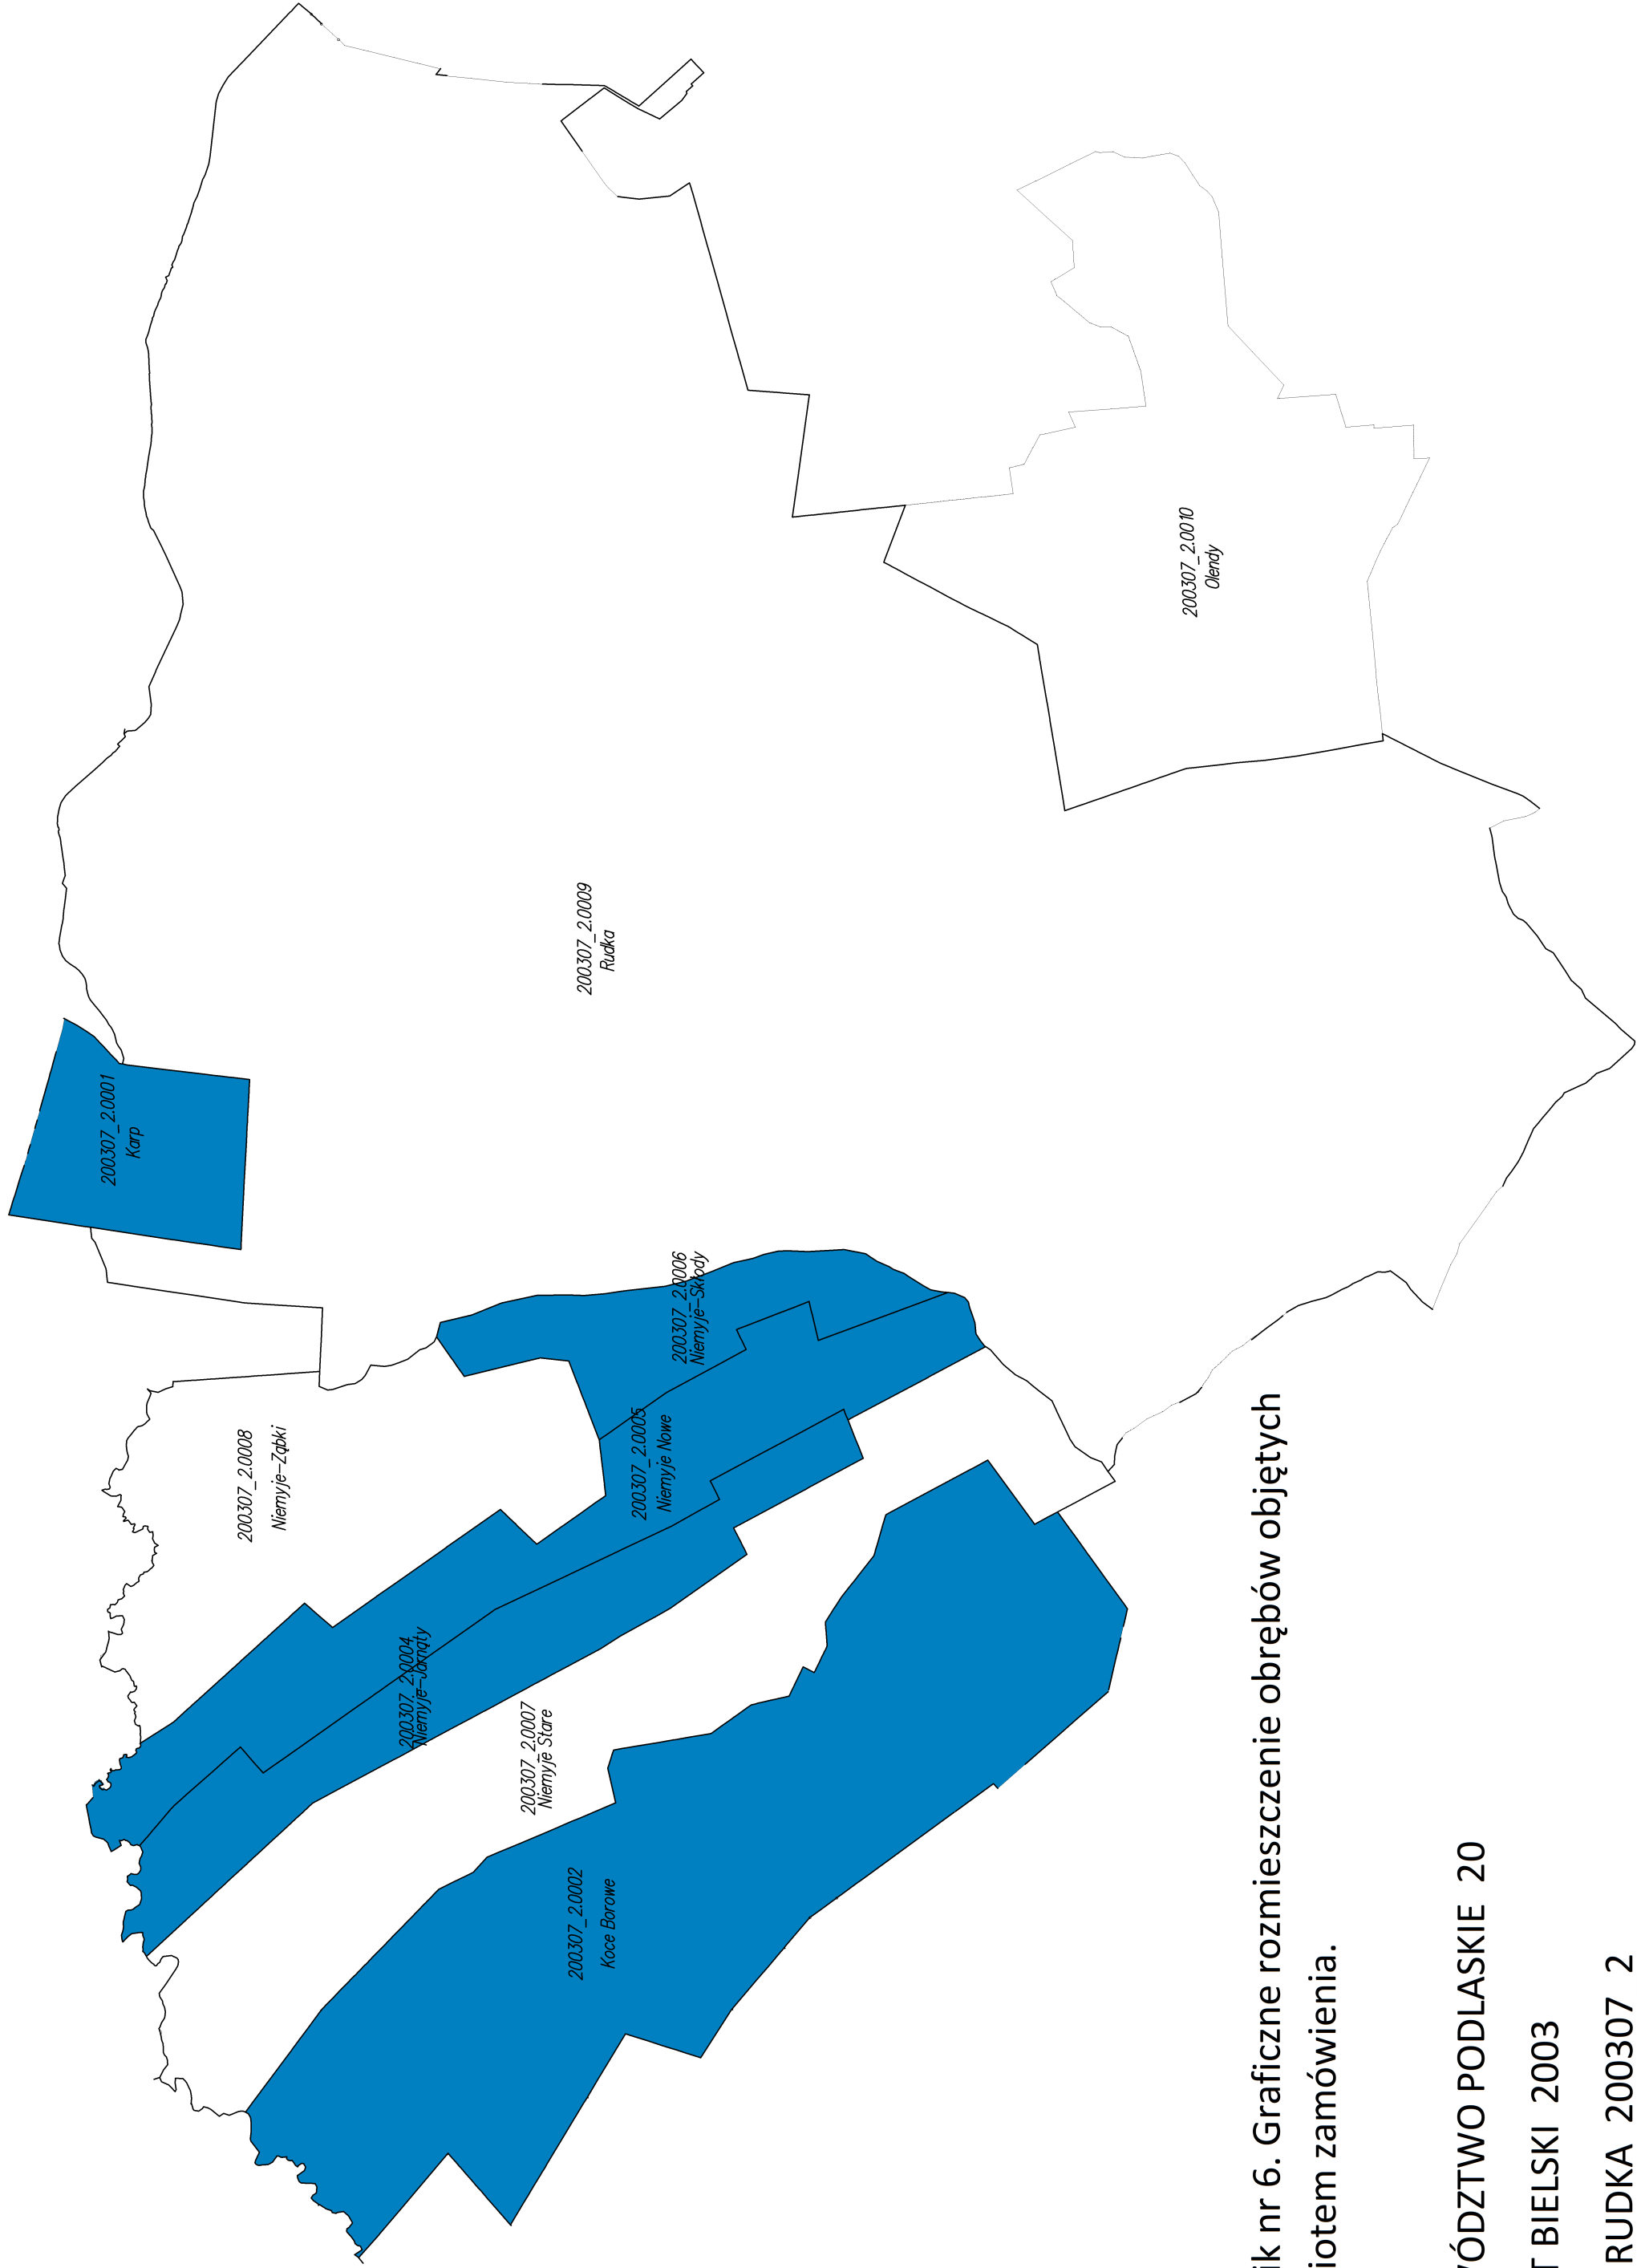 200307_2.0001
Karp
200307_2.0008
Niemyje-Ząbki
200307_2.0009
Rudka
200307_2.0006
Niemyje-Skłody
200307_2.0005
Niemyje Nowe
200307_2.0004
Niemyje-Jarnąty
200307_2.0007
Niemyje Stare
200307_2.0002
Koce Borowe
200307_2.0010
Olendy
ik nr 6. Graficzne rozmieszczenie obrębów objętych
iotem zamówienia.
ÓDZTWO PODLASKIE 20
T BIELSKI 2003
RUDKA 200307 2